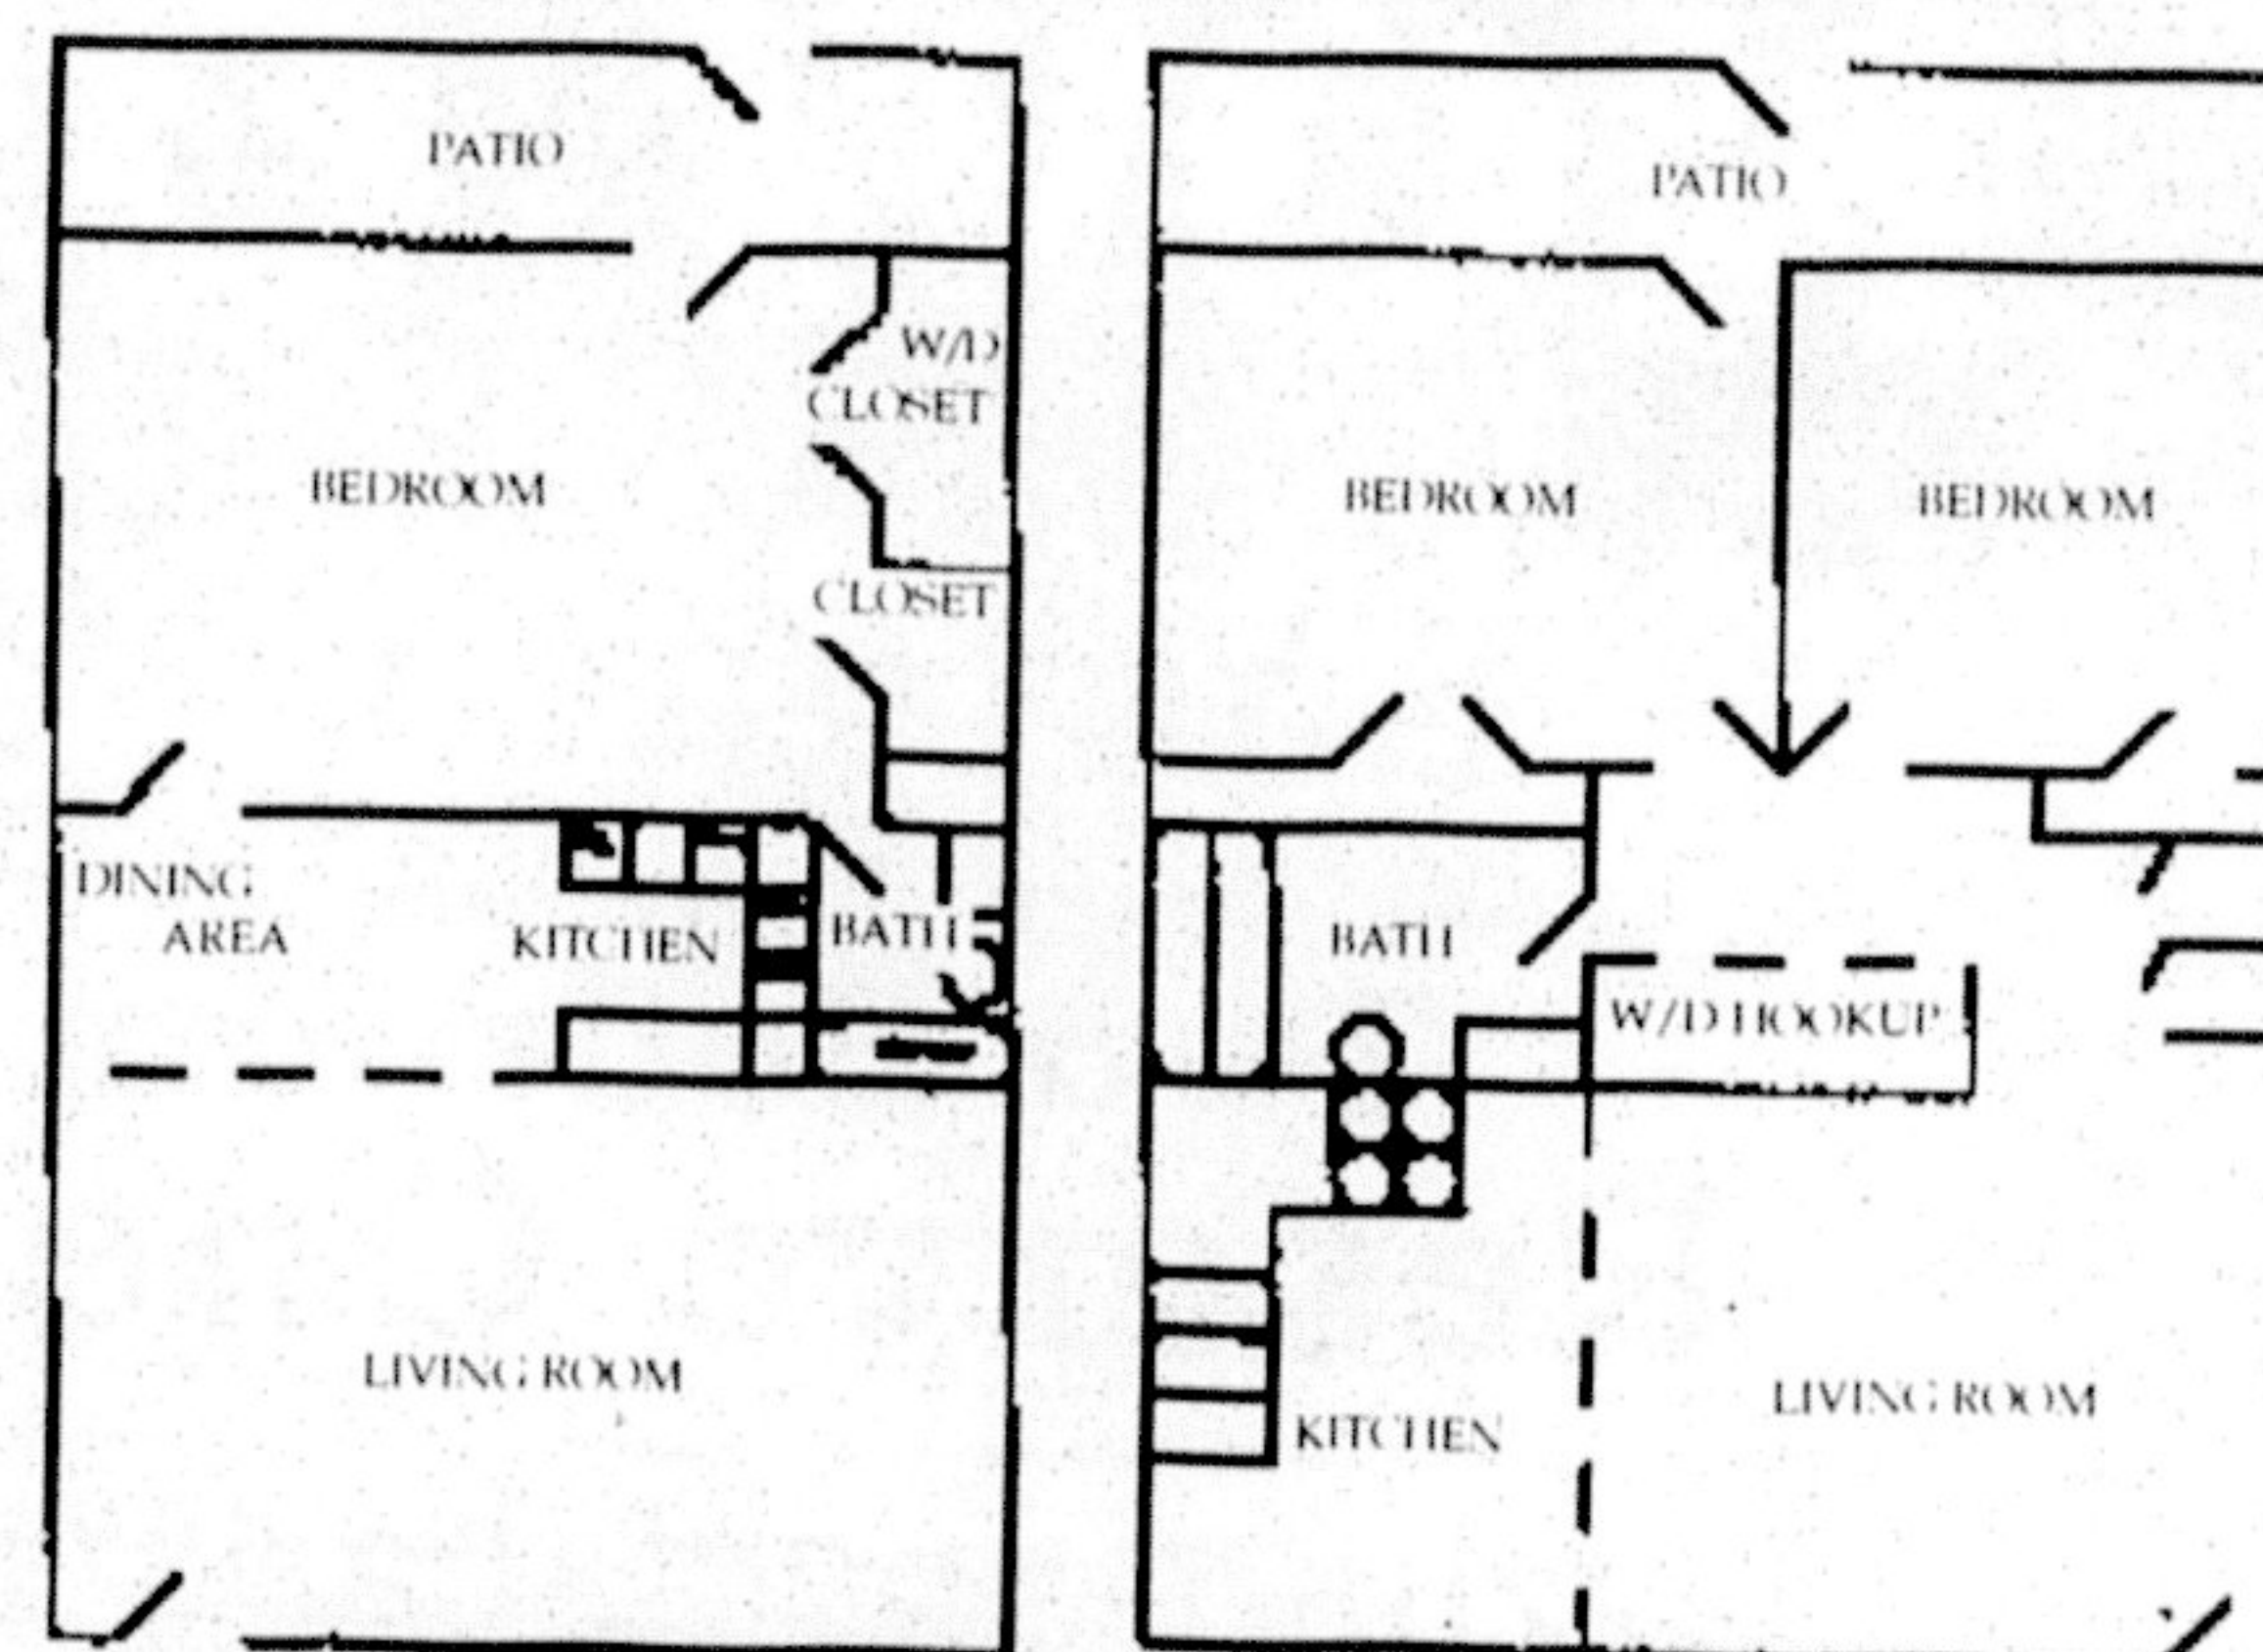 PATIO
W/D
CLOSET
BEDROOM
CLOSET
DINING
AREA
KITCHEN
BATH
LIVING ROOM
PATIO
BEDROOM
BEDROOM
BATH
W/D HOOKUP
KITCHEN
LIVING ROOM